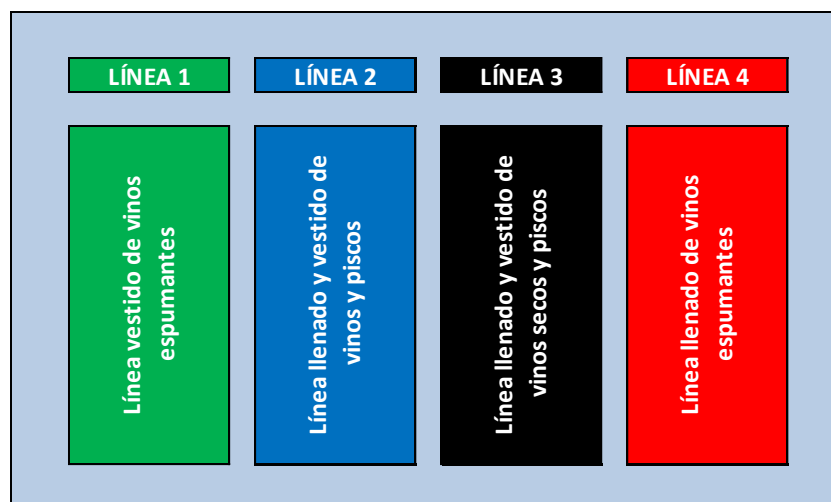 LÍNEA 1
LÍNEA 2
LÍNEA 3
LÍNEA 4
Línea vestido de vinos
espumantes
Línea llenado y vestido de
vinos y piscos
Línea llenado y vestido de
vinos secos y piscos
Línea llenado de vinos
espumantes